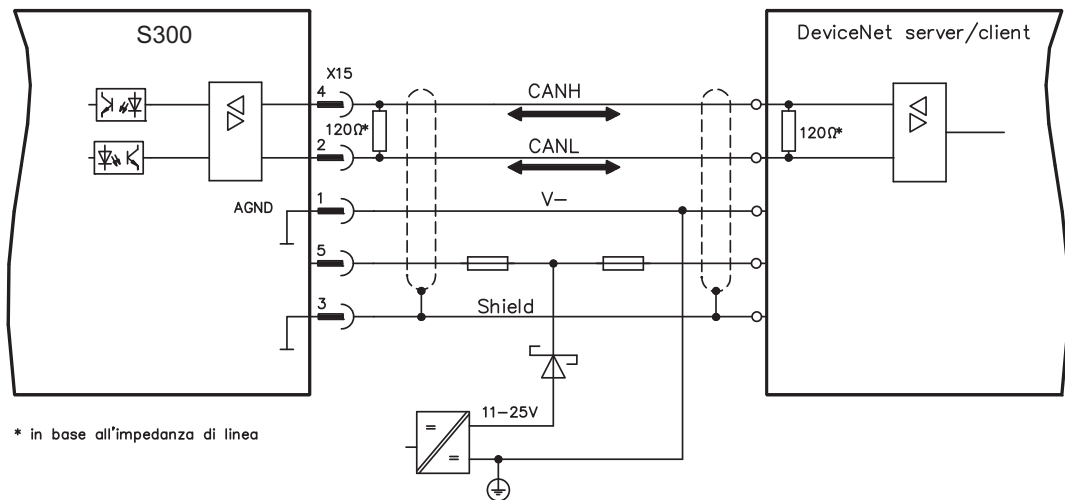 S300
DeviceNet server/client
X15
4
CANH
120Ω*
120Ω*
2
CANL
AGND
1
V–
5
3
Shield
11–25V
* in base all'impedanza di linea